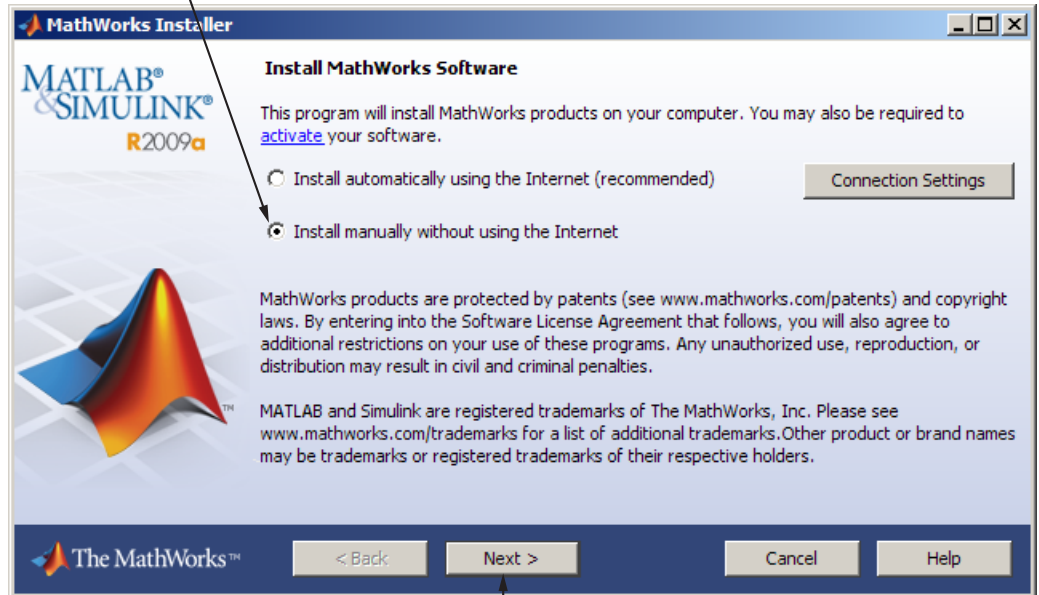 MathWorks Installer
MATLAB®
&SIMULINK®
R2009a
Install MathWorks Software
This program will install MathWorks products on your computer. You may also be required to
activate your software.
Install automatically using the Internet (recommended)
Connection Settings
Install manually without using the Internet
MathWorks products are protected by patents (see www.mathworks.com/patents) and copyright
laws. By entering into the Software License Agreement that follows, you will also agree to
additional restrictions on your use of these programs. Any unauthorized use, reproduction, or
distribution may result in civil and criminal penalties.
TM
MATLAB and Simulink are registered trademarks of The MathWorks, Inc. Please see
www.mathworks.com/trademarks for a list of additional trademarks.Other product or brand names
may be trademarks or registered trademarks of their respective holders.
The MathWorks™
< Back
Next >
Cancel
Help